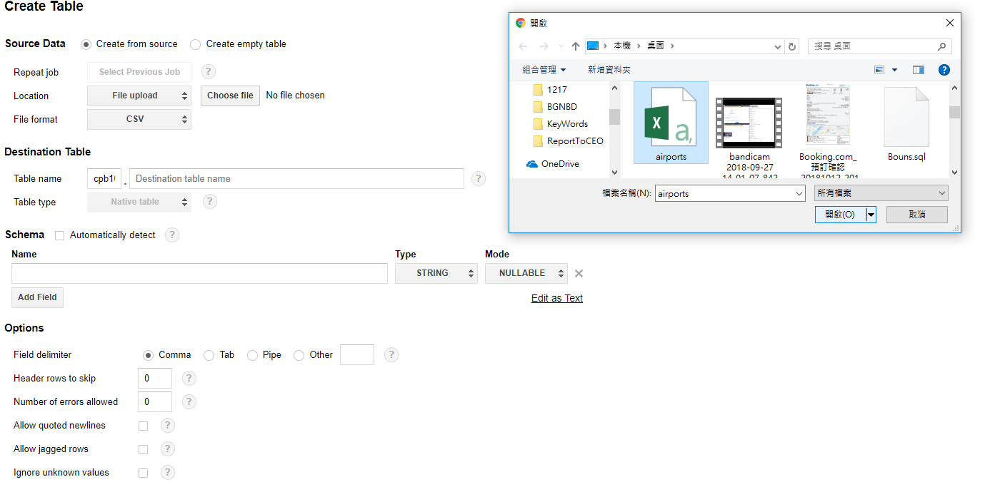 Create Table
Source Data Create from source Create empty table
Repeat job Select Previous Job ?
Location File upload Choose file No file chosen
File format CSV
Destination Table
Table name cpb10 . Destination table name ?
Table type Native table ?
Schema Automatically detect ?
Name Type Mode
STRING NULLABLE
Add Field Edit as Text
Options
Field delimiter Comma Tab Pipe Other ?
Header rows to skip 0 ?
Number of errors allowed 0 ?
Allow quoted newlines ?
Allow jagged rows ?
Ignore unknown values ?
開啟
本機 桌面 搜尋 桌面
組合管理 新增資料夾 ?
1217
BGNBD
KeyWords
ReportToCEO
OneDrive
X a,
airports
bandicam
2018-09-27
14-01-07-842
Booking.com
Booking.com_
預訂確認
20181012_201
Bouns.sql
檔案名稱(N): airports 所有檔案
開啟(O) 取消